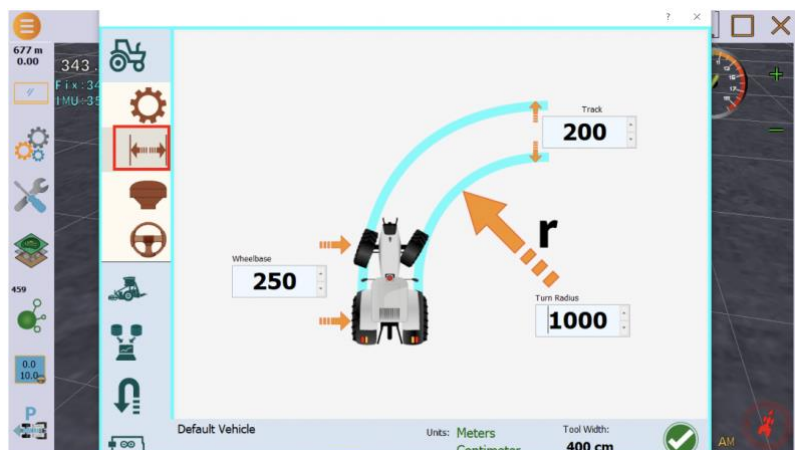 ? ×
677 m
0.00
343.
Fix:34
IMU:35
Track
200
r
Wheelbase
250
Turn Radius
1000
459
0.0
10.0
P
Default Vehicle
Units: Meters
Centimeter
Tool Width:
400 cm
AM